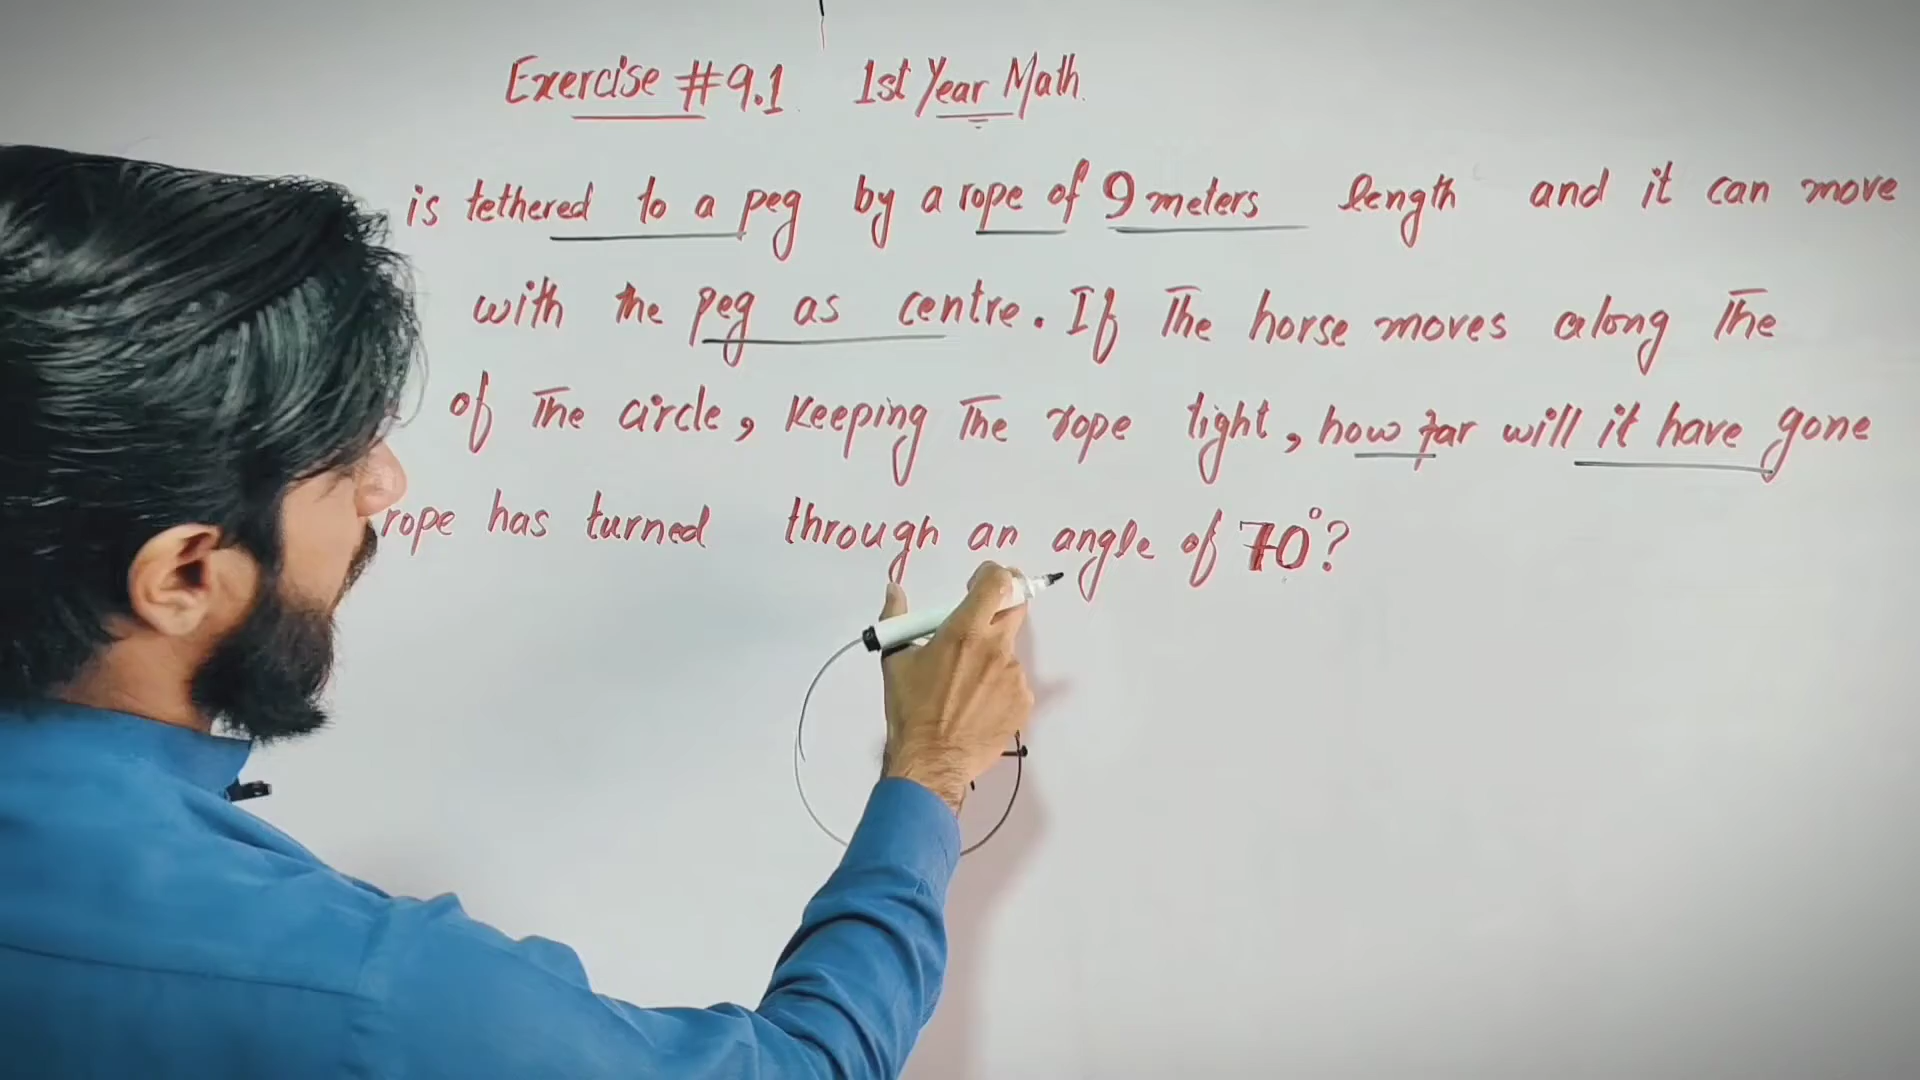 Exercise #9.1 1st Year Math
is tethered to a peg by a rope of 9 meters length and it can move
with the peg as centre. If The horse moves along The
of The circle, Keeping The rope tight, how far will it have gone
rope has turned through an angle of 70°?